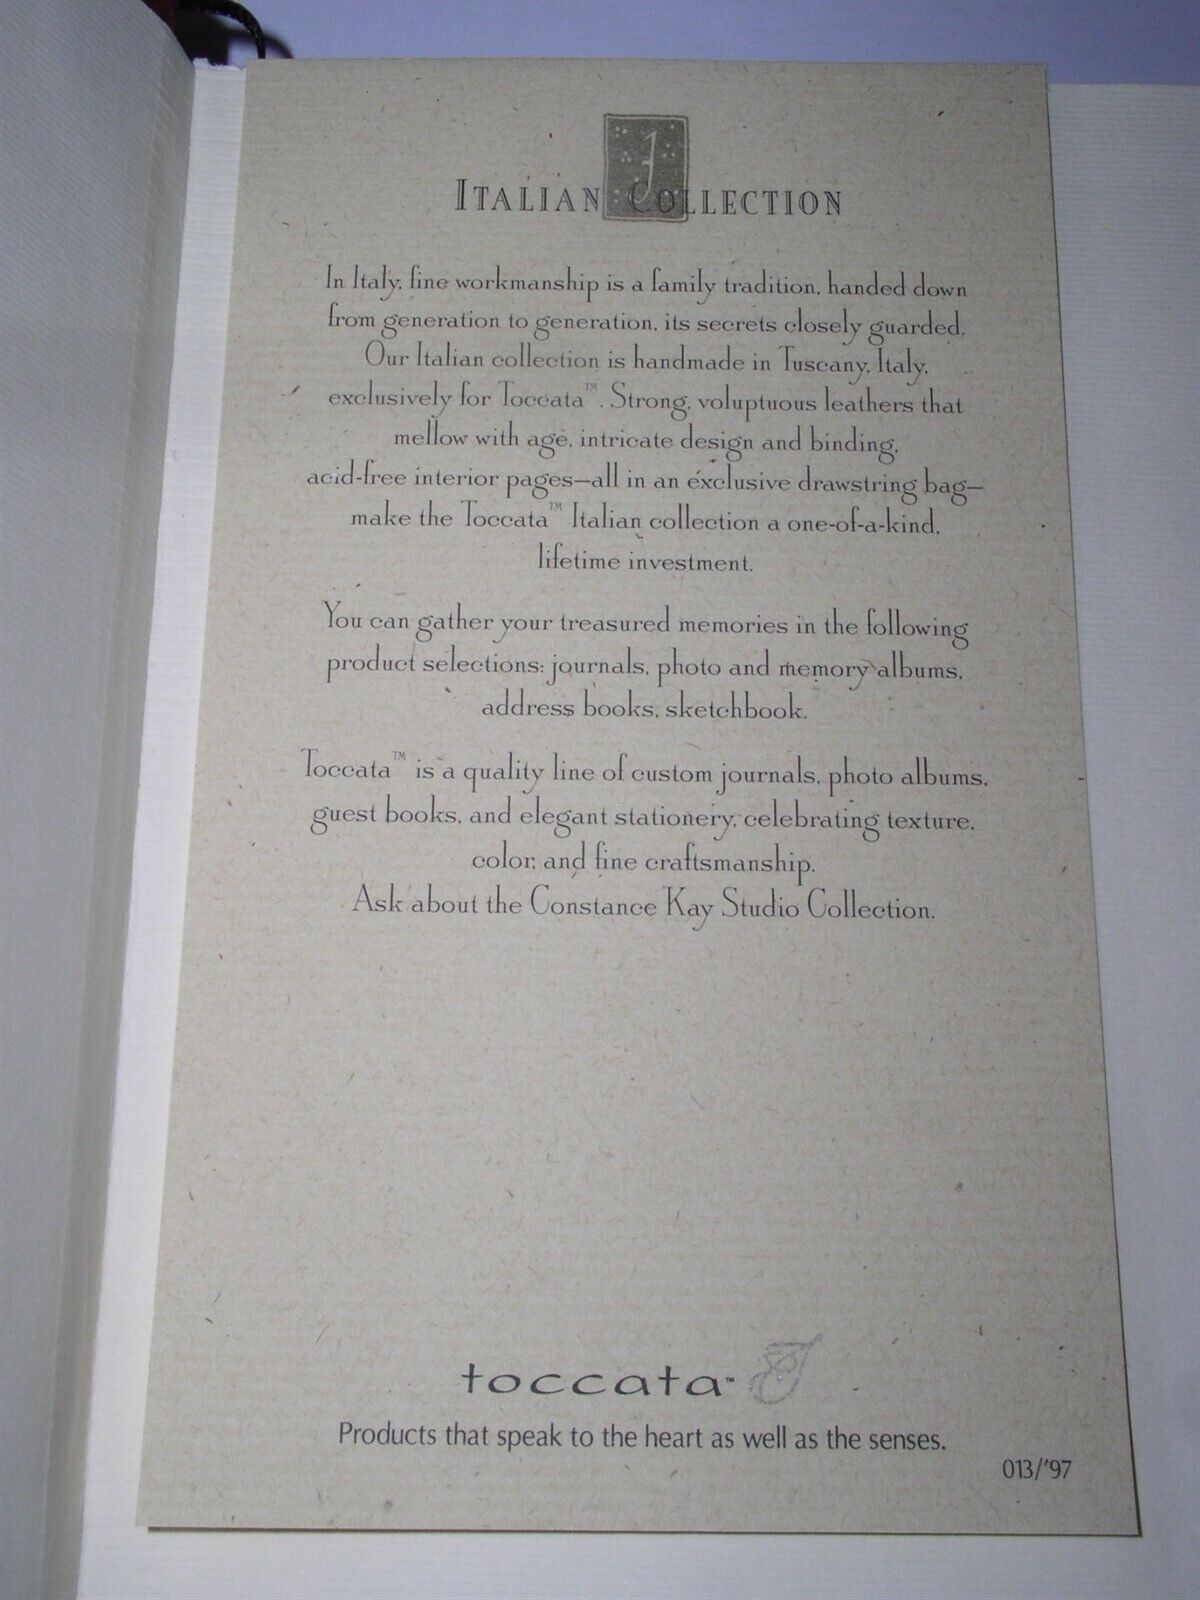 ITALIAN COLLECTION
In Italy, fine workmanship is a family tradition, handed down
from generation to generation, its secrets closely guarded.
Our Italian collection is handmade in Tuscany, Italy,
exclusively for Toccata™. Strong, voluptuous leathers that
mellow with age, intricate design and binding,
acid-free interior pages—all in an exclusive drawstring bag—
make the Toccata™ Italian collection a one-of-a-kind,
lifetime investment.
You can gather your treasured memories in the following
product selections: journals, photo and memory albums,
address books, sketchbook.
Toccata™ is a quality line of custom journals, photo albums,
guest books, and elegant stationery, celebrating texture,
color, and fine craftsmanship.
Ask about the Constance Kay Studio Collection.
toccata™
Products that speak to the heart as well as the senses.
013/'97